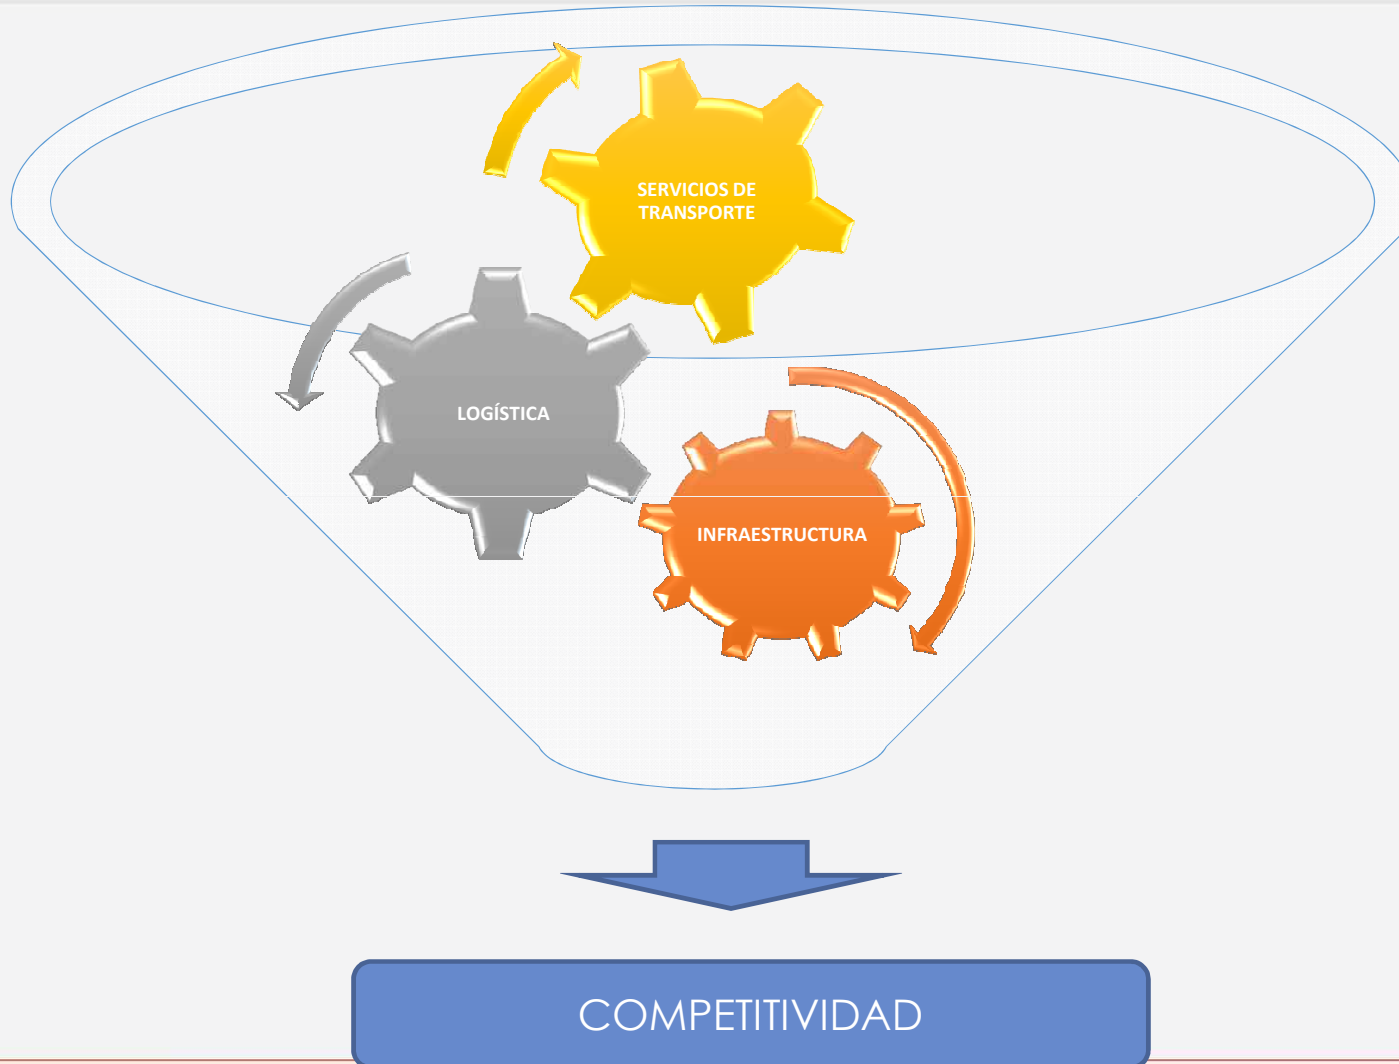 SERVICIOS DE
TRANSPORTE
LOGÍSTICA
INFRAESTRUCTURA
COMPETITIVIDAD